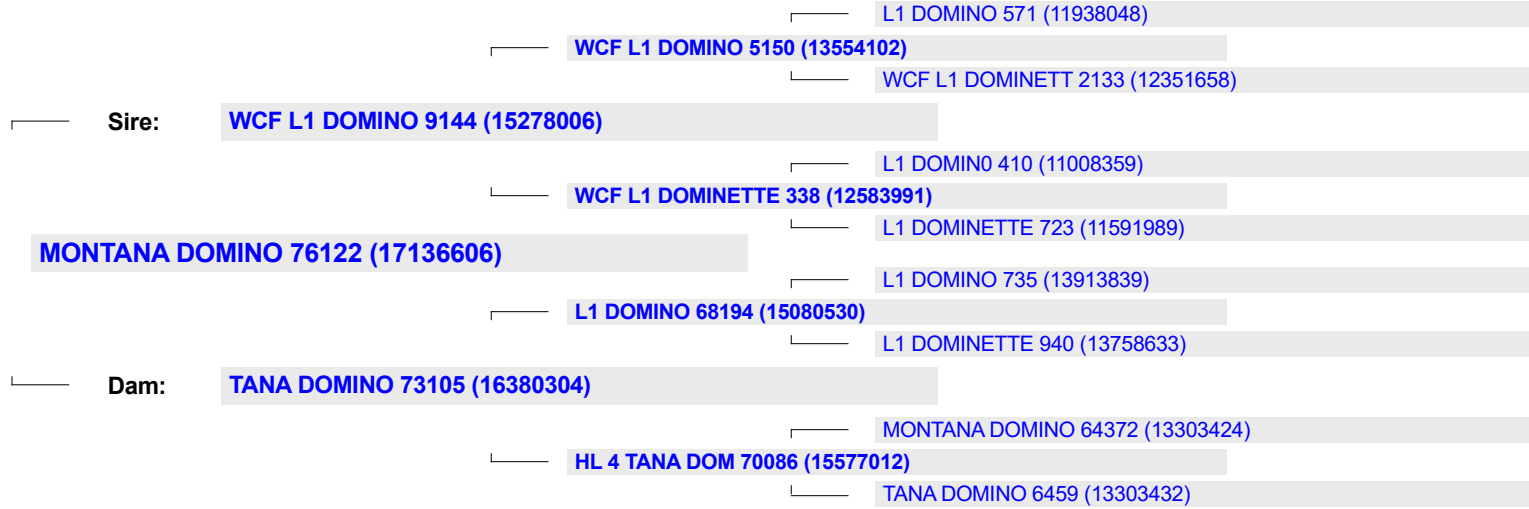 L1 DOMINO 571 (11938048)
WCF L1 DOMINO 5150 (13554102)
WCF L1 DOMINETT 2133 (12351658)
Sire: WCF L1 DOMINO 9144 (15278006)
L1 DOMIN0 410 (11008359)
WCF L1 DOMINETTE 338 (12583991)
L1 DOMINETTE 723 (11591989)
MONTANA DOMINO 76122 (17136606)
L1 DOMINO 735 (13913839)
L1 DOMINO 68194 (15080530)
L1 DOMINETTE 940 (13758633)
Dam: TANA DOMINO 73105 (16380304)
MONTANA DOMINO 64372 (13303424)
HL 4 TANA DOM 70086 (15577012)
TANA DOMINO 6459 (13303432)